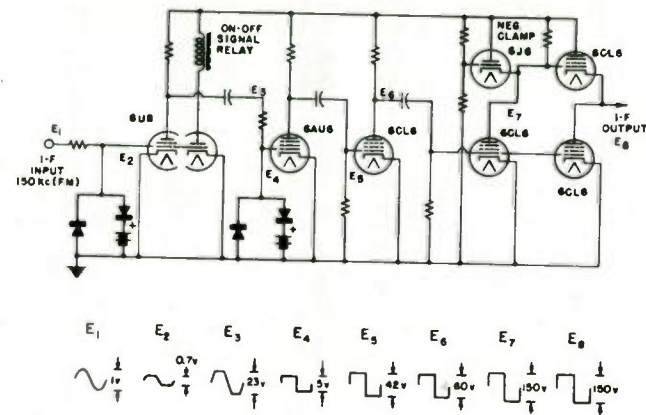 ON-OFF
SIGNAL
RELAY
NEG.
CLAMP
6J6
6CL6
E₁
I-F
INPUT
150 Kc (FM)
6U8
E₂
E₃
E₄
6AU6
E₅
E₆
6CL6
E₇
6CL6
I-F
OUTPUT
E₈
6CL6
+
+
E₁ E₂ E₃ E₄ E₅ E₆ E₇ E₈
1v 0.7v 23v 5v 42v 60v 150v 150v